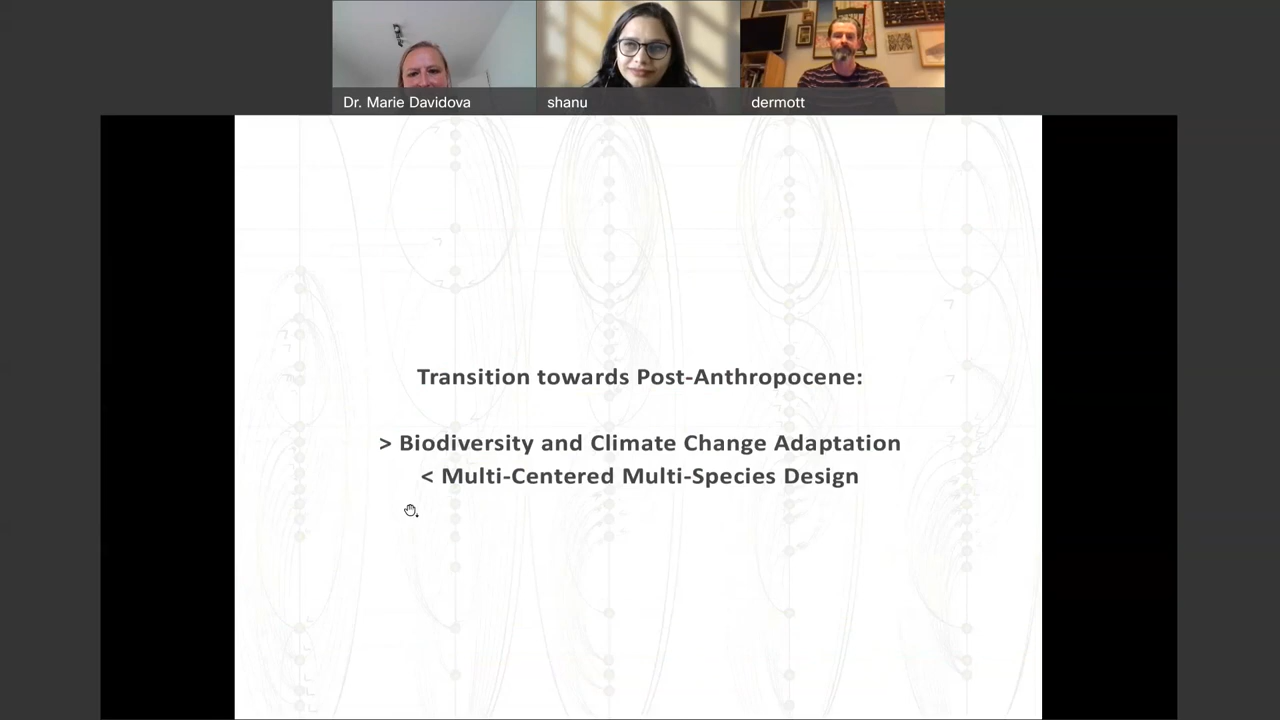 Dr. Marie Davidova
shanu
dermott
Transition towards Post-Anthropocene:
> Biodiversity and Climate Change Adaptation
< Multi-Centered Multi-Species Design